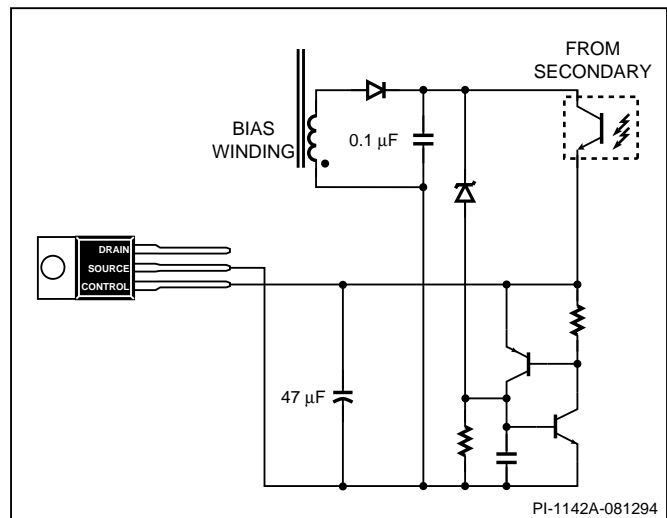 FROM
SECONDARY
BIAS
WINDING
0.1 µF
DRAIN
SOURCE
CONTROL
47 µF
PI-1142A-081294